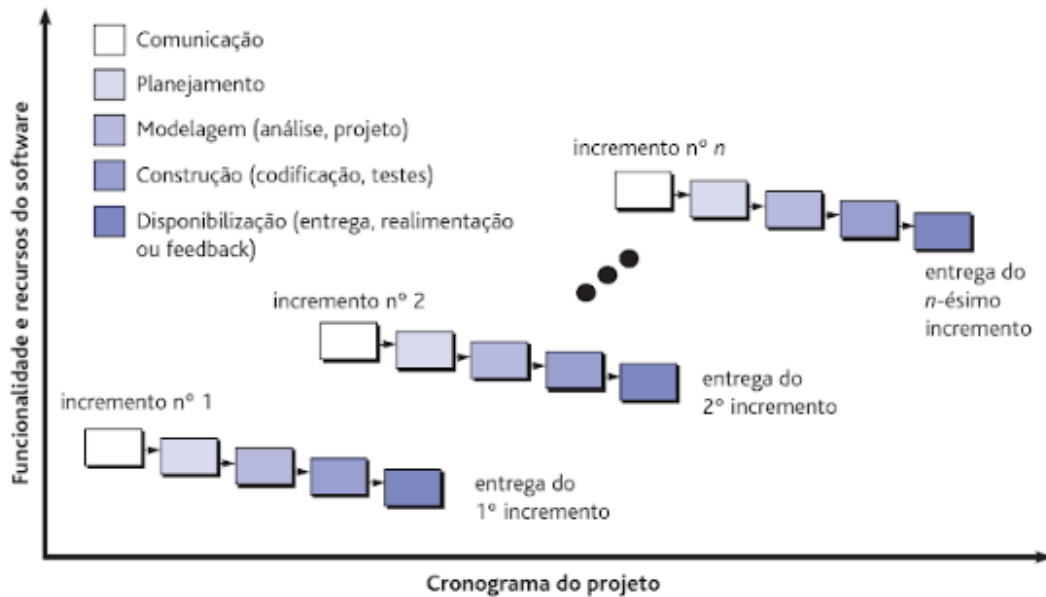 Comunicação
Planejamento
Modelagem (análise, projeto)
Construção (codificação, testes)
Disponibilização (entrega, realimentação
ou feedback)
incremento nº n
entrega do
n-ésimo
incremento
incremento nº 2
entrega do
2º incremento
incremento nº 1
entrega do
1º incremento
Funcionalidade e recursos do software
Cronograma do projeto